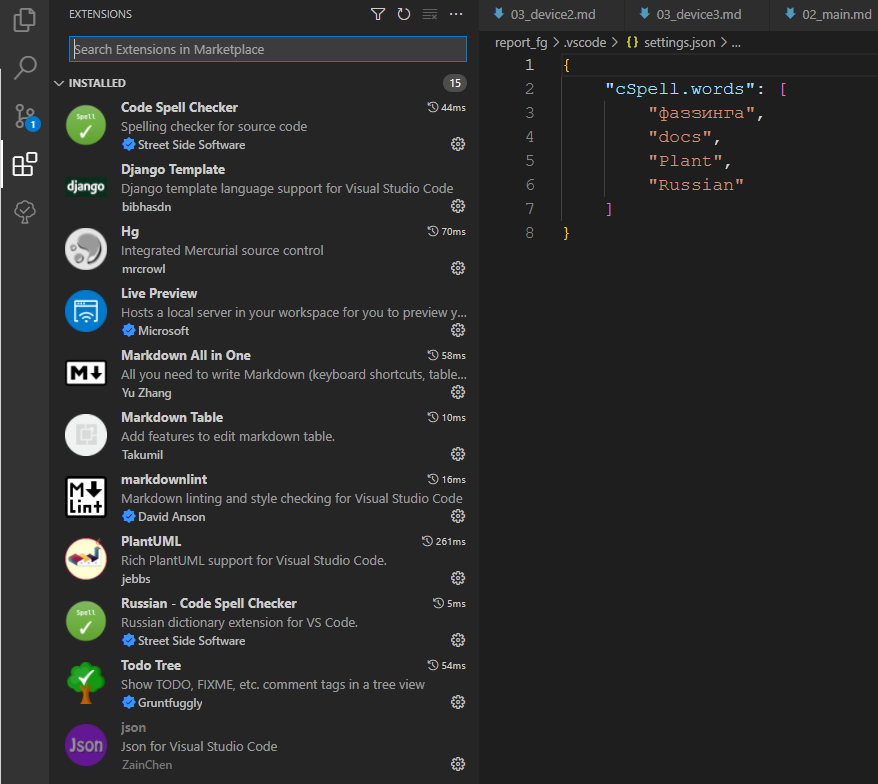 EXTENSIONS
Search Extensions in Marketplace
INSTALLED 15
Spell
Code Spell Checker 44ms
Spelling checker for source code
Street Side Software
django
Django Template
Django template language support for Visual Studio Code
bibhasdn
Hg 70ms
Integrated Mercurial source control
mrcrowl
Live Preview
Hosts a local server in your workspace for you to preview y...
Microsoft
M
Markdown All in One 58ms
All you need to write Markdown (keyboard shortcuts, table...
Yu Zhang
Markdown Table 10ms
Add features to edit markdown table.
Takumil
M
Lint
markdownlint 16ms
Markdown linting and style checking for Visual Studio Code
David Anson
PlantUML 261ms
Rich PlantUML support for Visual Studio Code.
jebbs
Spell
Russian - Code Spell Checker 5ms
Russian dictionary extension for VS Code.
Street Side Software
Todo Tree 54ms
Show TODO, FIXME, etc. comment tags in a tree view
Gruntfuggly
Json
json
Json for Visual Studio Code
ZainChen
1
03_device2.md 03_device3.md 02_main.md
report_fg > .vscode > {} settings.json > ...
1 {
2 "cSpell.words": [
3 "фаззинга",
4 "docs",
5 "Plant",
6 "Russian"
7 ]
8 }